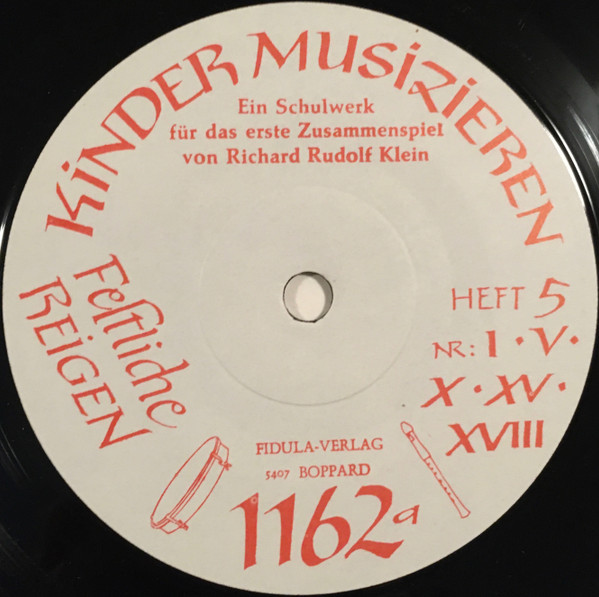 KiNDER MUSiZIEREN
Ein Schulwerk
für das erste Zusammenspiel
von Richard Rudolf Klein
Festliche
REIGEN
HEFT 5
NR: I · V ·
X · XV ·
XVIII
FIDULA-VERLAG
5407 BOPPARD
1162a